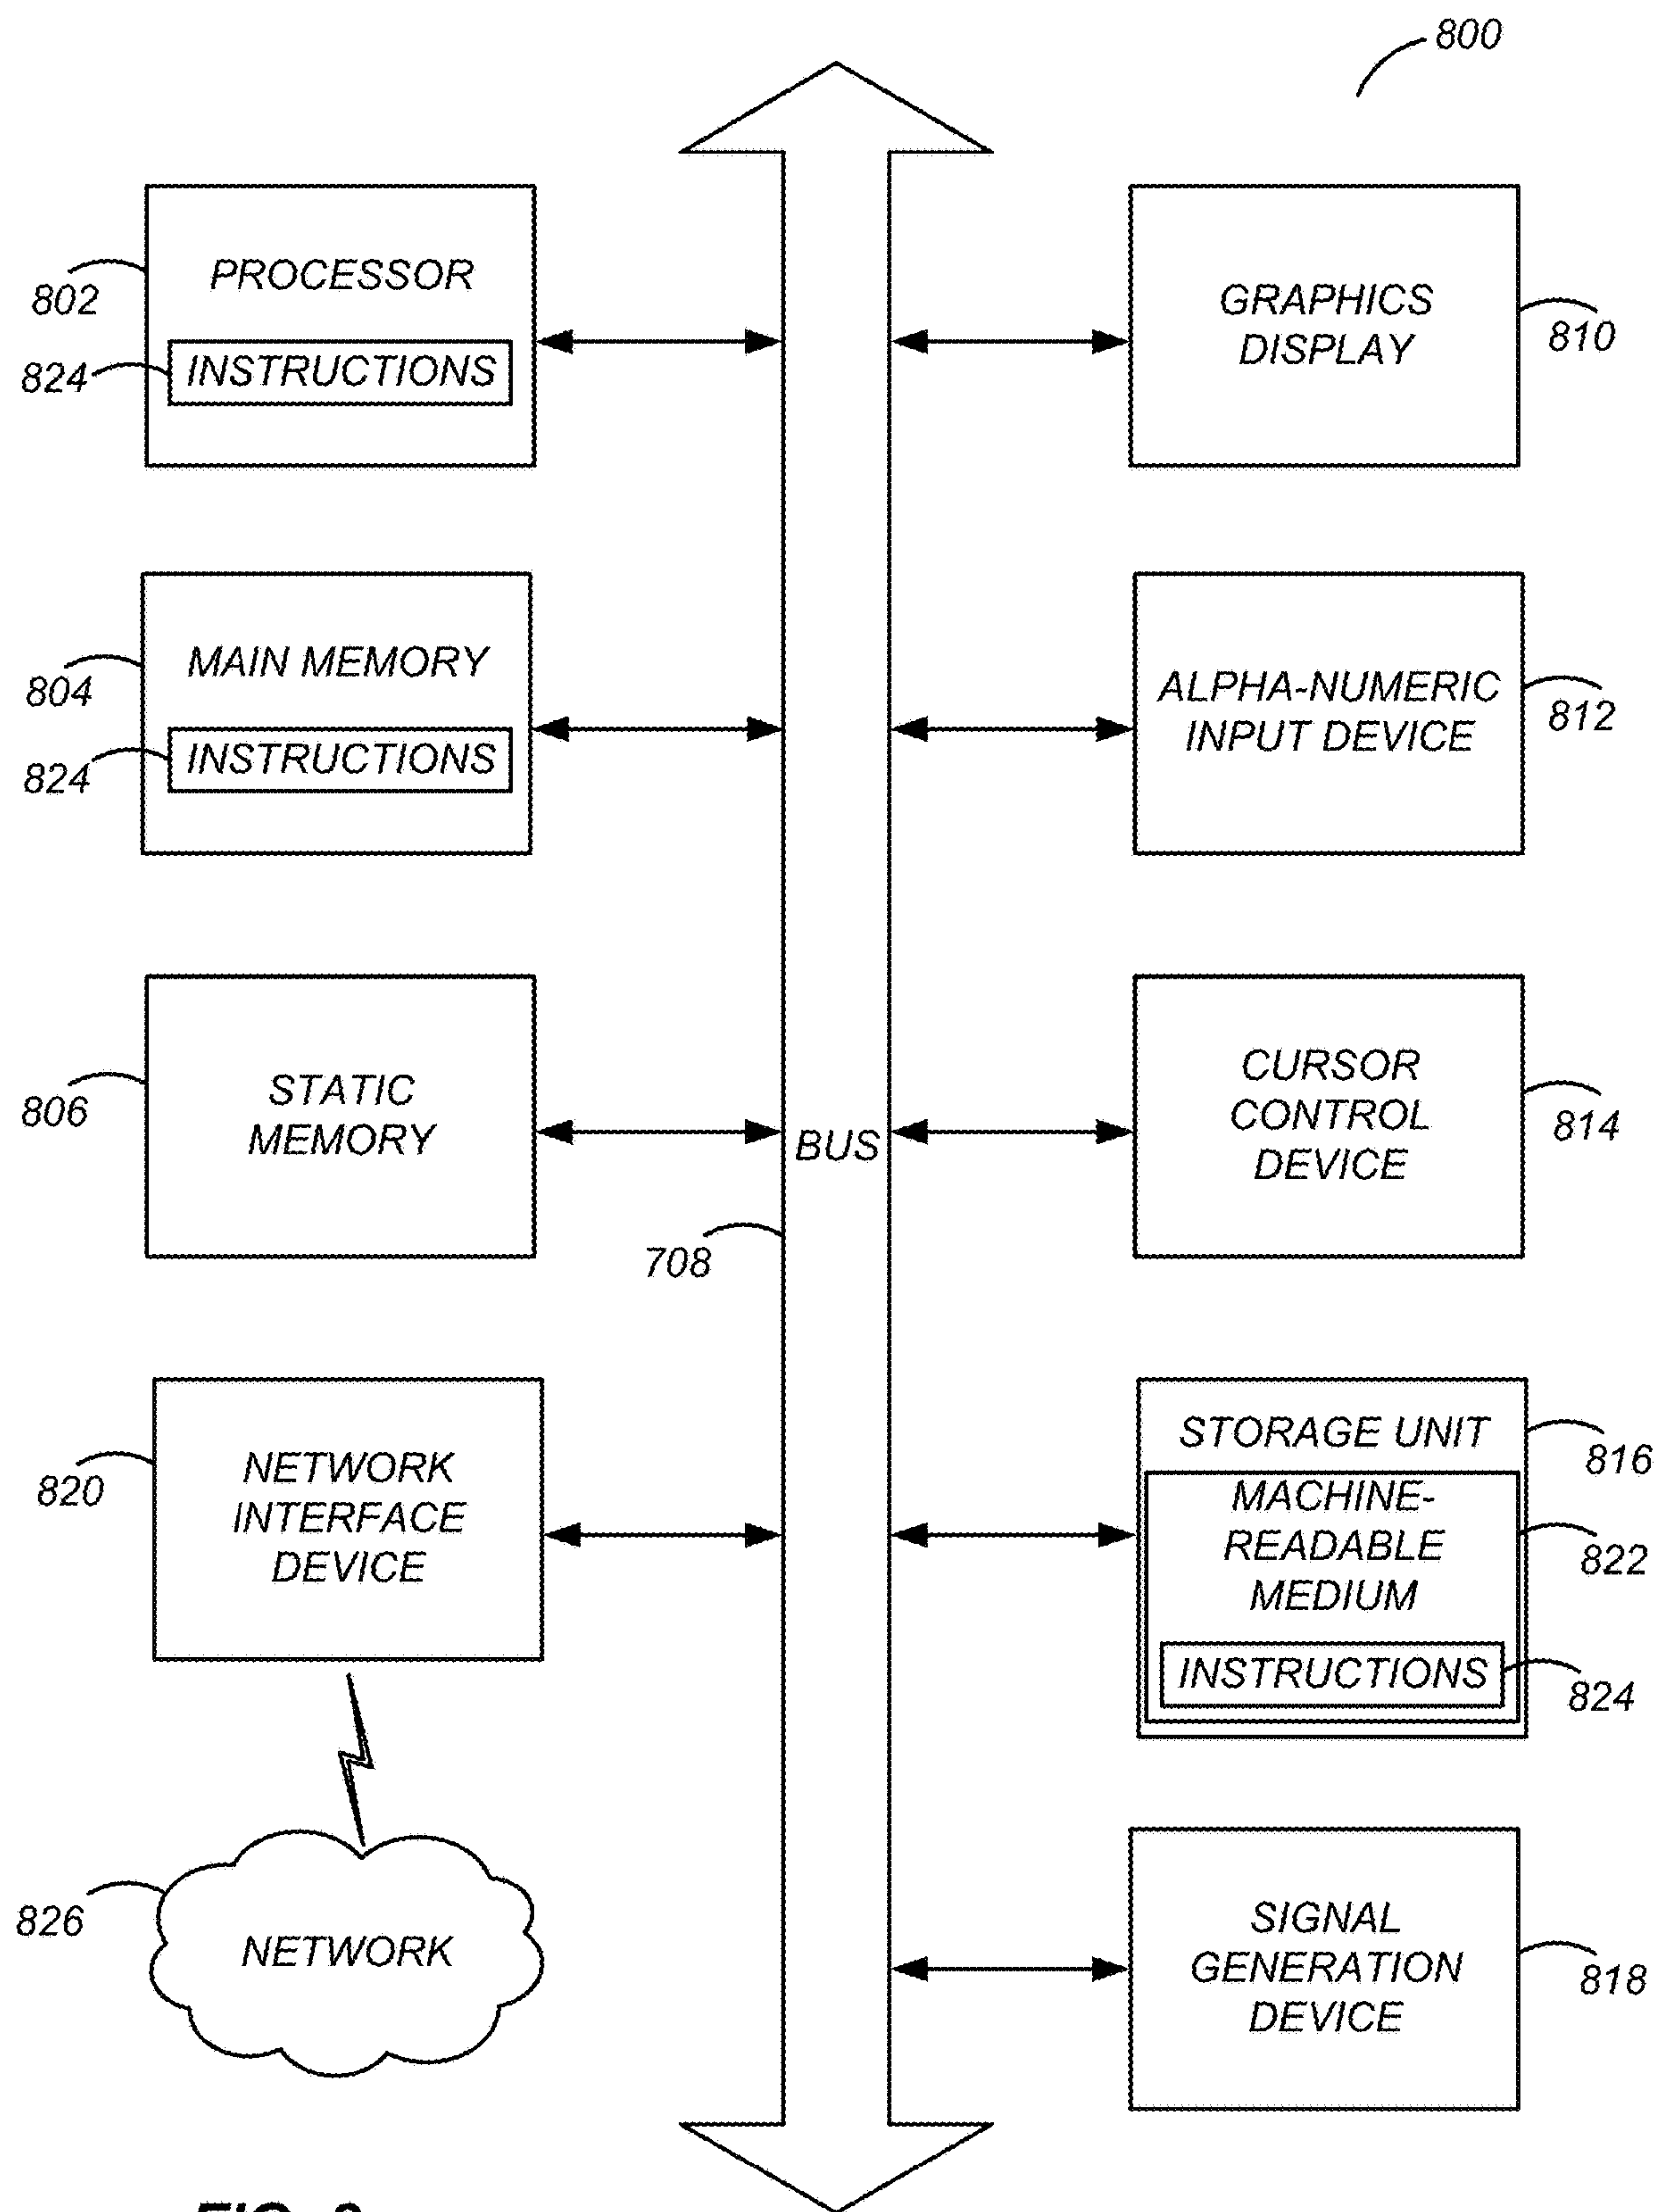 800
PROCESSOR
802
INSTRUCTIONS
824
GRAPHICS
DISPLAY
810
MAIN MEMORY
804
INSTRUCTIONS
824
ALPHA-NUMERIC
INPUT DEVICE
812
STATIC
MEMORY
806
BUS
708
CURSOR
CONTROL
DEVICE
814
NETWORK
INTERFACE
DEVICE
820
STORAGE UNIT
816
MACHINE-
READABLE
MEDIUM
822
INSTRUCTIONS
824
NETWORK
826
SIGNAL
GENERATION
DEVICE
818